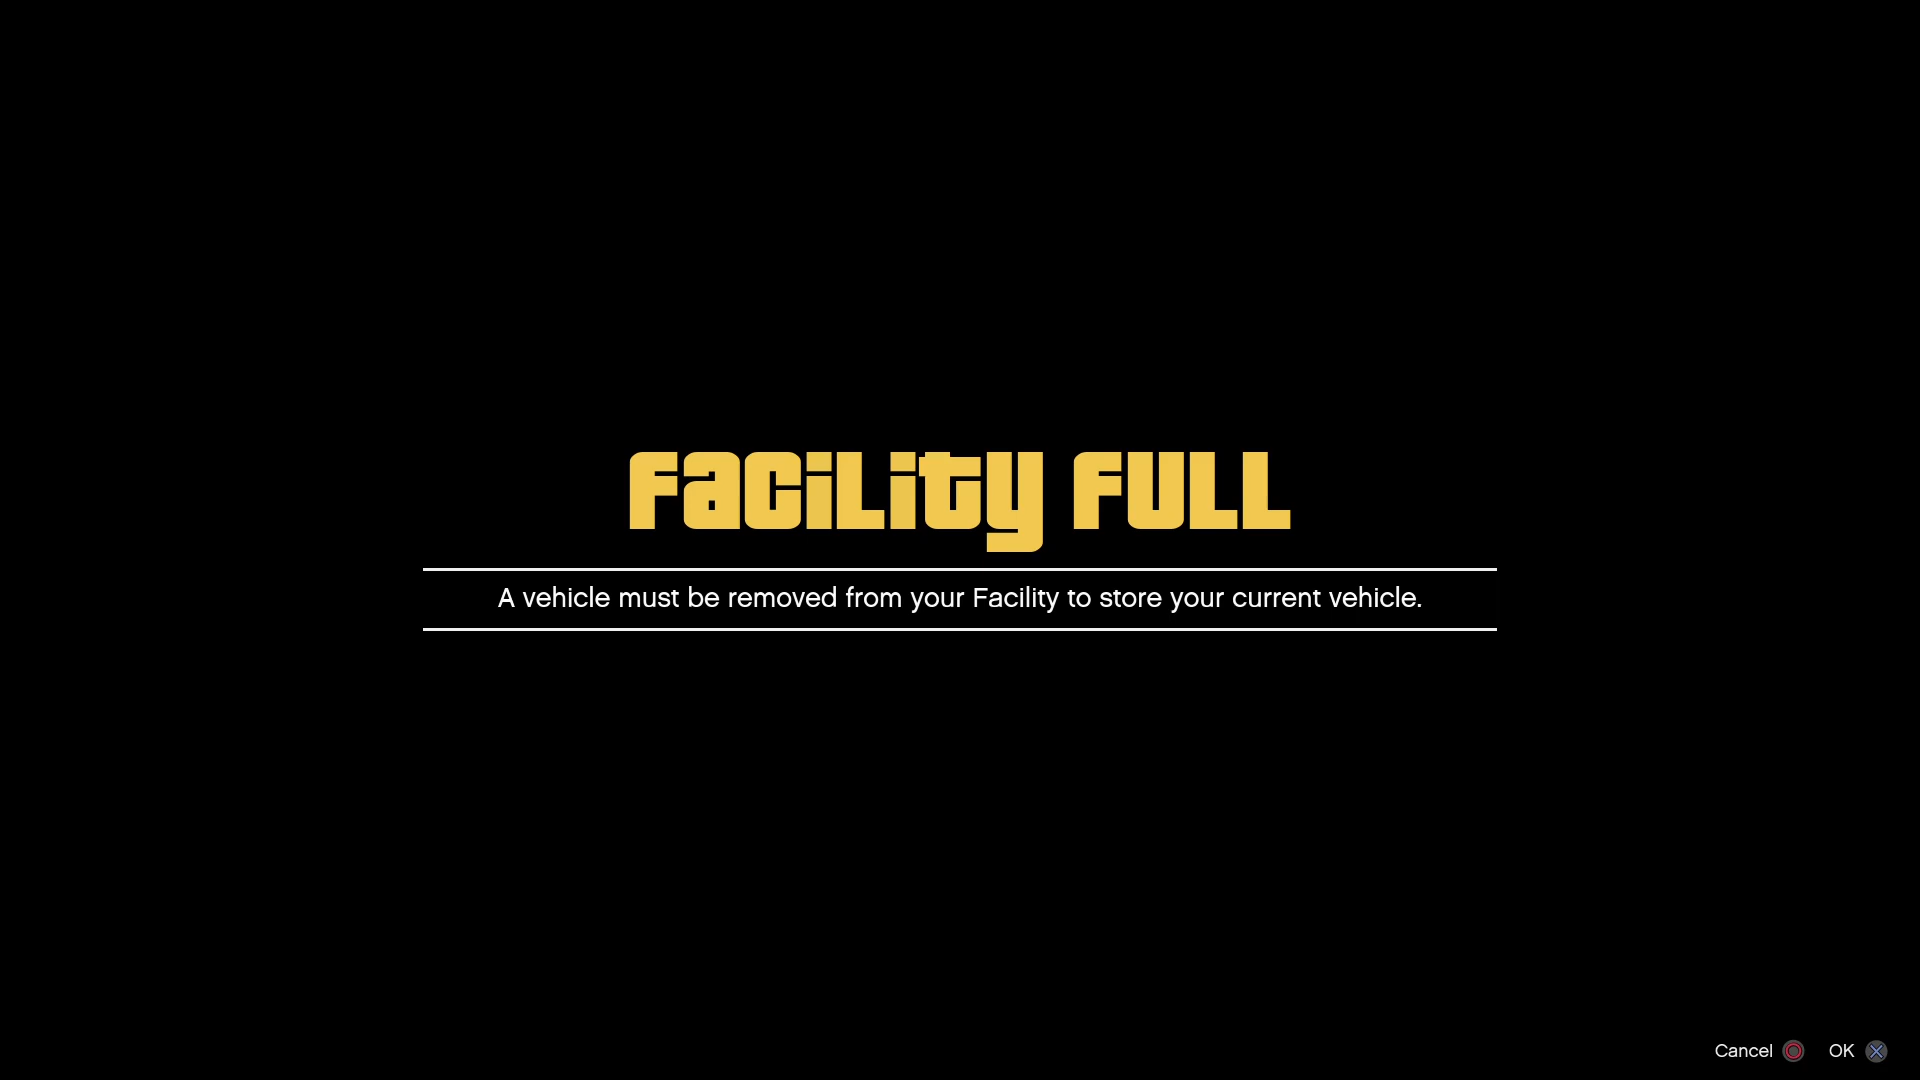 Facility Full
A vehicle must be removed from your Facility to store your current vehicle.
Cancel OK